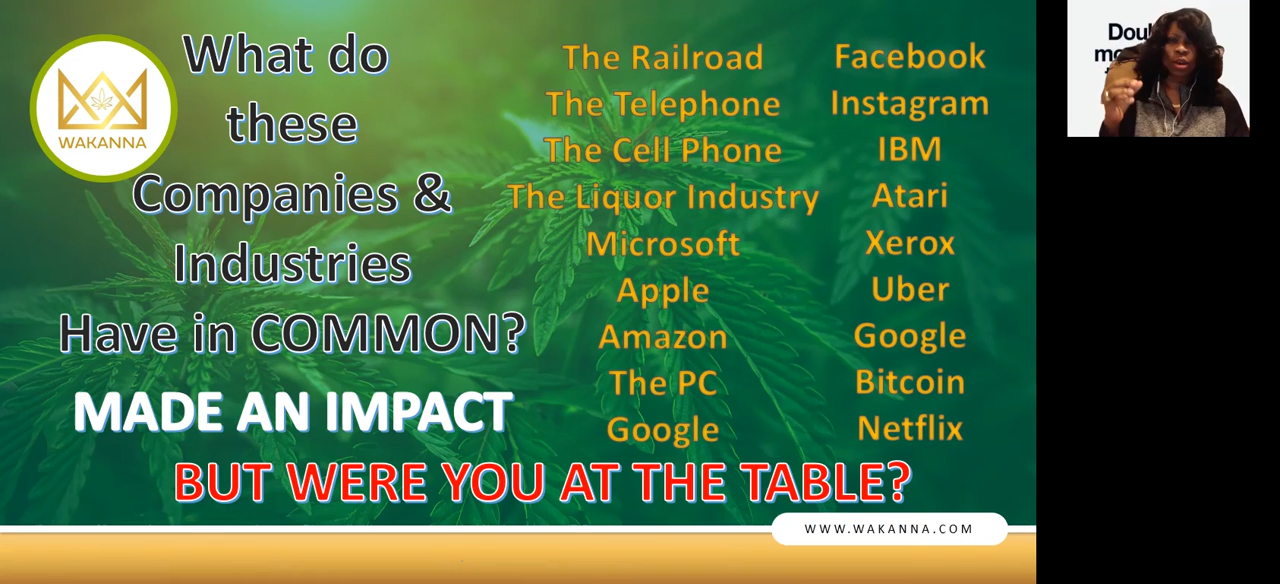 What do
these
Companies &
Industries
Have in COMMON?
MADE AN IMPACT
BUT WERE YOU AT THE TABLE?
WAKANNA
The Railroad
The Telephone
The Cell Phone
The Liquor Industry
Microsoft
Apple
Amazon
The PC
Google
Facebook
Instagram
IBM
Atari
Xerox
Uber
Google
Bitcoin
Netflix
WWW.WAKANNA.COM